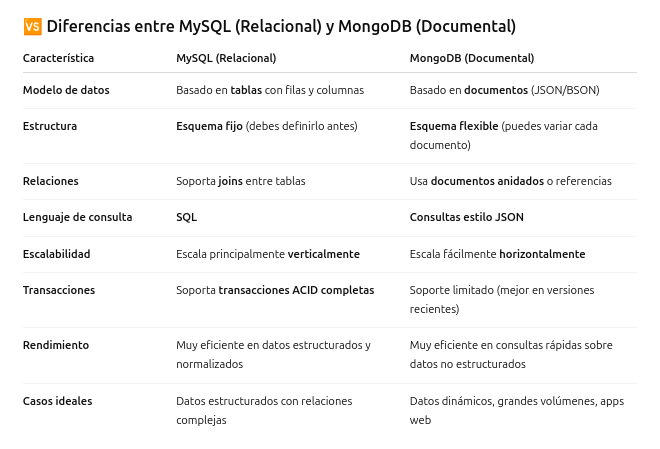 🆚 Diferencias entre MySQL (Relacional) y MongoDB (Documental)
Característica MySQL (Relacional) MongoDB (Documental)
Modelo de datos Basado en tablas con filas y columnas Basado en documentos (JSON/BSON)
Estructura Esquema fijo (debes definirlo antes) Esquema flexible (puedes variar cada
documento)
Relaciones Soporta joins entre tablas Usa documentos anidados o referencias
Lenguaje de consulta SQL Consultas estilo JSON
Escalabilidad Escala principalmente verticalmente Escala fácilmente horizontalmente
Transacciones Soporta transacciones ACID completas Soporte limitado (mejor en versiones
recientes)
Rendimiento Muy eficiente en datos estructurados y Muy eficiente en consultas rápidas sobre
normalizados datos no estructurados
Casos ideales Datos estructurados con relaciones Datos dinámicos, grandes volúmenes, apps
complejas web